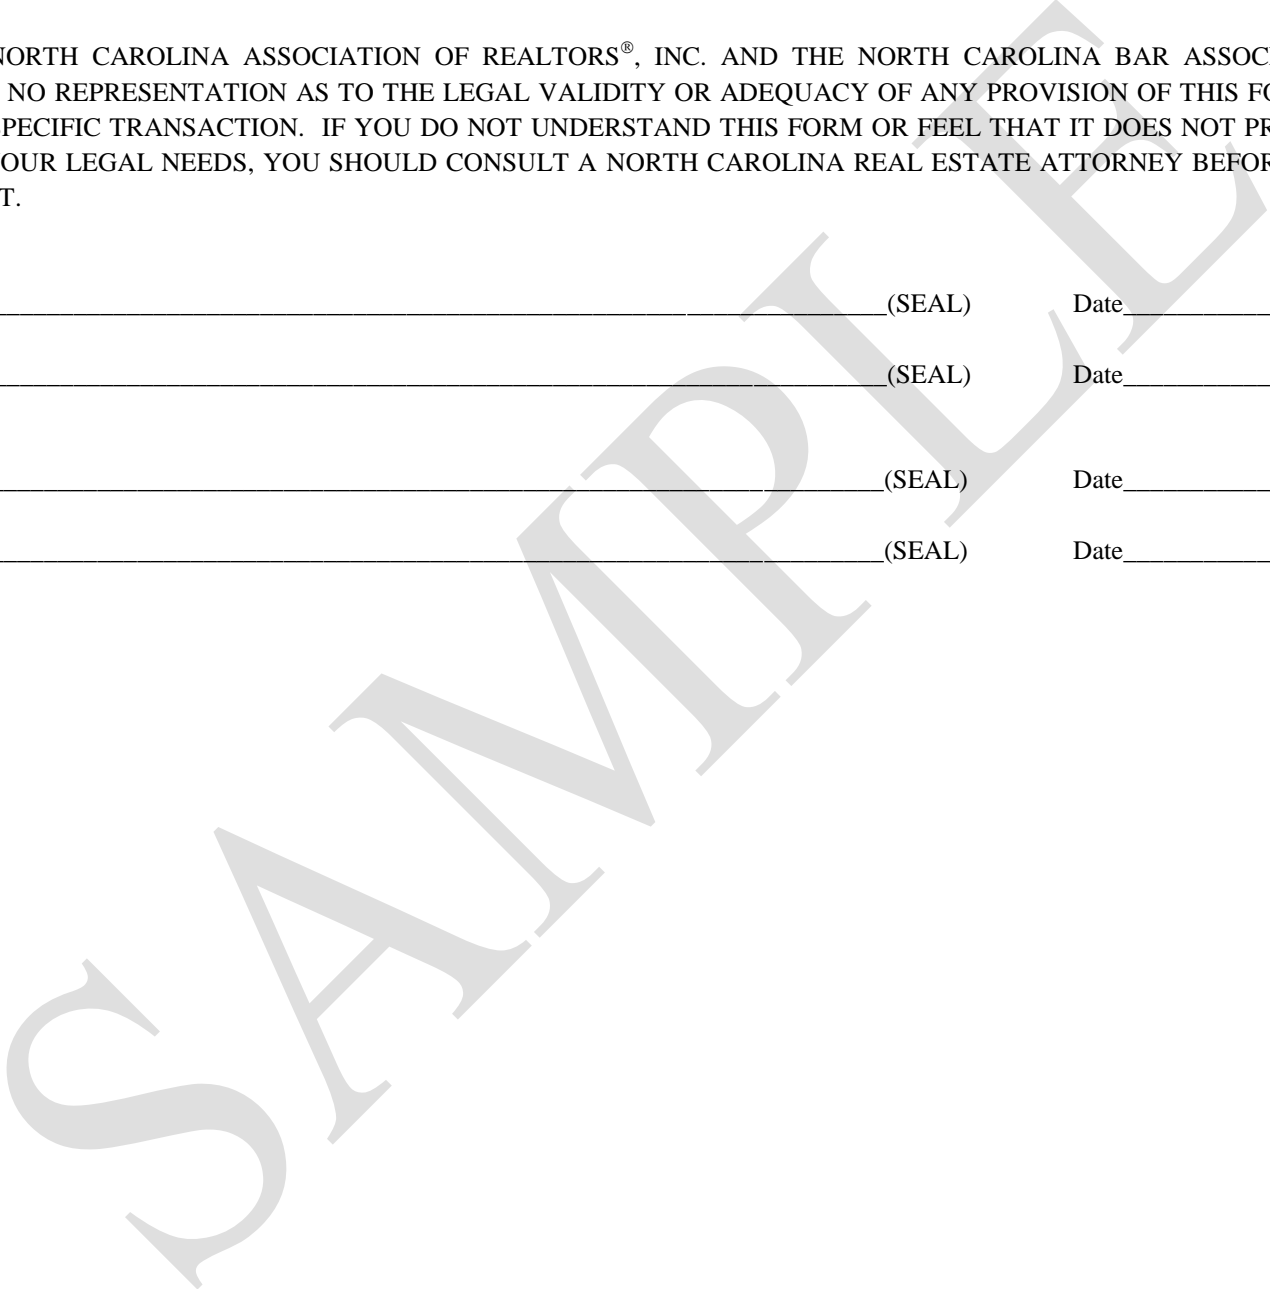 NORTH CAROLINA ASSOCIATION OF REALTORS®, INC. AND THE NORTH CAROLINA BAR ASSOC
NO REPRESENTATION AS TO THE LEGAL VALIDITY OR ADEQUACY OF ANY PROVISION OF THIS FO
SPECIFIC TRANSACTION. IF YOU DO NOT UNDERSTAND THIS FORM OR FEEL THAT IT DOES NOT PR
OUR LEGAL NEEDS, YOU SHOULD CONSULT A NORTH CAROLINA REAL ESTATE ATTORNEY BEFOR
T.
(SEAL) Date
(SEAL) Date
(SEAL) Date
(SEAL) Date
SAMPLE